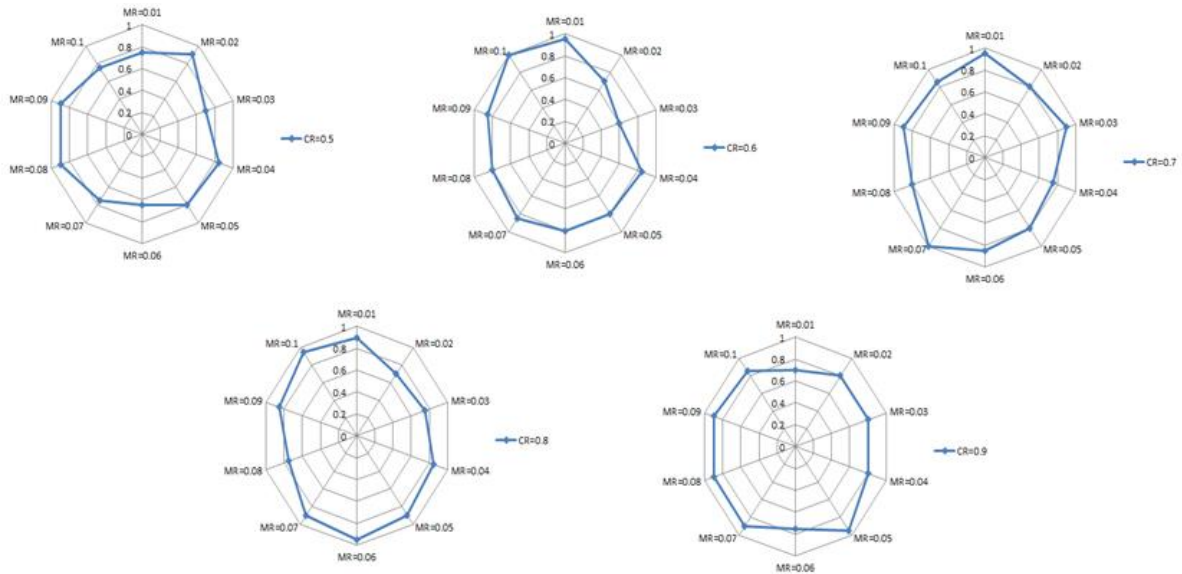 MR=0.01
1
MR=0.1
MR=0.02
0.8
0.6
MR=0.09
0.4
MR=0.03
0.2
0
CR=0.5
MR=0.08
MR=0.04
MR=0.07
MR=0.05
MR=0.06
MR=0.01
1
MR=0.1
MR=0.02
0.8
0.6
MR=0.09
0.4
MR=0.03
0.2
0
CR=0.6
MR=0.08
MR=0.04
MR=0.07
MR=0.05
MR=0.06
MR=0.01
1
MR=0.1
MR=0.02
0.8
0.6
MR=0.09
0.4
MR=0.03
0.2
0
CR=0.7
MR=0.08
MR=0.04
MR=0.07
MR=0.05
MR=0.06
MR=0.01
1
MR=0.1
MR=0.02
0.8
0.6
MR=0.09
0.4
MR=0.03
0.2
0
CR=0.8
MR=0.08
MR=0.04
MR=0.07
MR=0.05
MR=0.06
MR=0.01
1
MR=0.1
MR=0.02
0.8
0.6
MR=0.09
0.4
MR=0.03
0.2
0
CR=0.9
MR=0.08
MR=0.04
MR=0.07
MR=0.05
MR=0.06